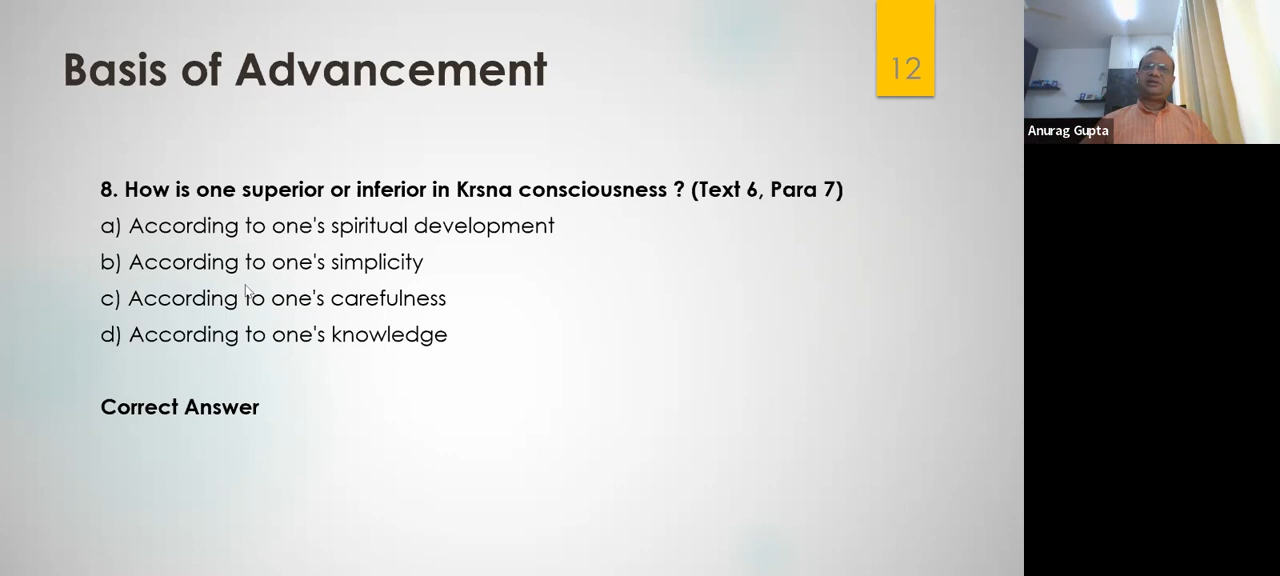 Basis of Advancement
12
8. How is one superior or inferior in Krsna consciousness ? (Text 6, Para 7)
a) According to one's spiritual development
b) According to one's simplicity
c) According to one's carefulness
d) According to one's knowledge
Correct Answer
Anurag Gupta